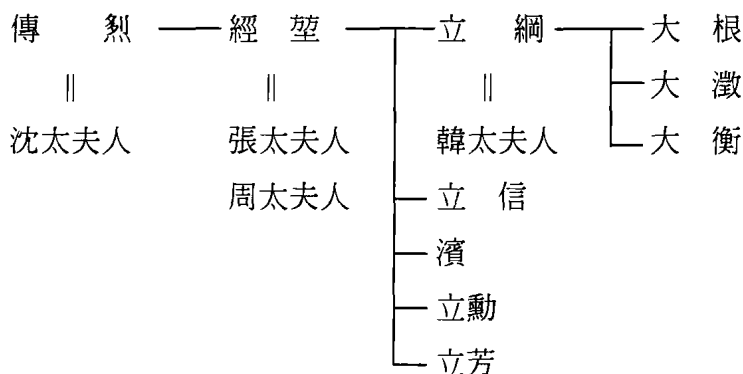 傳烈 經堃 立綱 大根
大澂
沈太夫人 張太夫人 韓太夫人 大衡
周太夫人 立信
濱
立勳
立芳